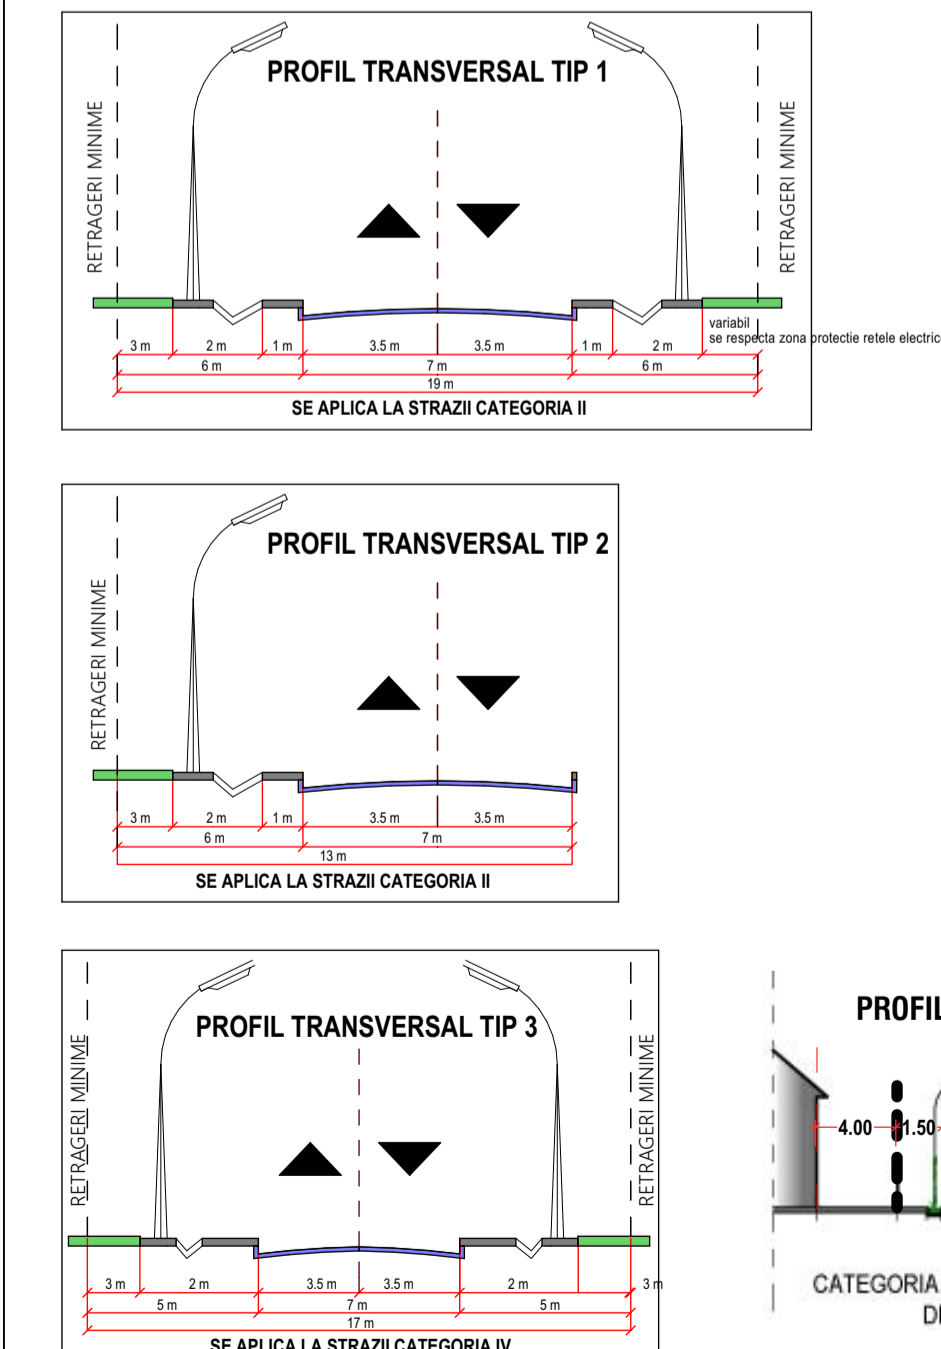 PROFIL TRANSVERSAL TIP 1
RETRAGERI MINIME
RETRAGERI MINIME
variabil
se respecta zona protectie retele electrice
3 m 2 m 1 m 3.5 m 3.5 m 1 m 2 m
6 m 7 m 6 m
19 m
SE APLICA LA STRAZII CATEGORIA II
PROFIL TRANSVERSAL TIP 2
RETRAGERI MINIME
3 m 2 m 1 m 3.5 m 3.5 m
6 m 7 m
13 m
SE APLICA LA STRAZII CATEGORIA II
PROFIL TRANSVERSAL TIP 3
RETRAGERI MINIME
RETRAGERI MINIME
3 m 2 m 3.5 m 3.5 m 2 m 3 m
5 m 7 m 5 m
17 m
SE APLICA LA STRAZII CATEGORIA IV
PROFIL
4.00 1.50
CATEGORIA